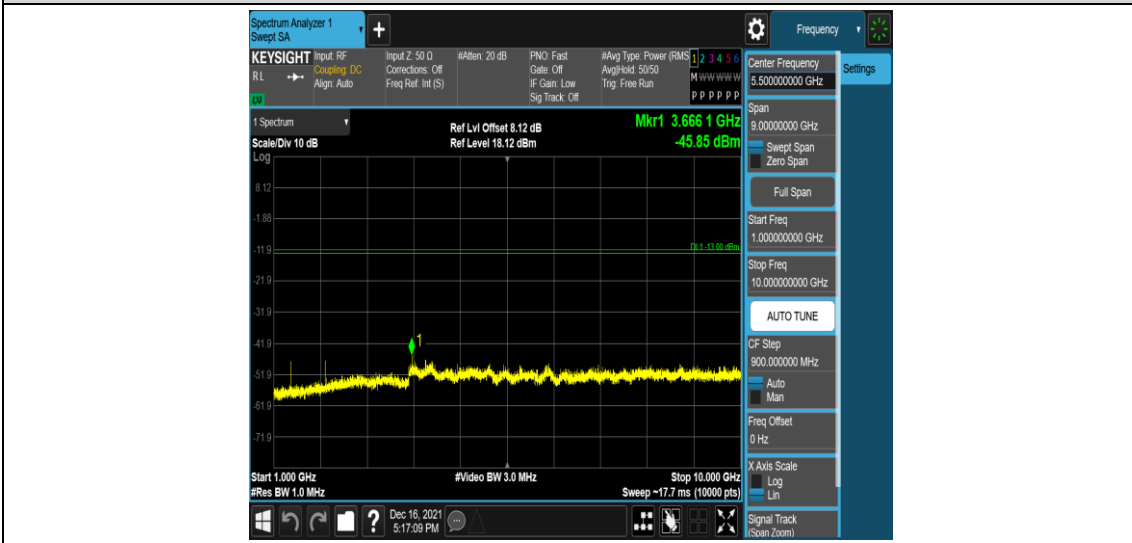 Spectrum Analyzer 1
Swept SA
+
Frequency
KEYSIGHT
RL
Input: RF
Coupling: DC
Align: Auto
Input Z: 50 Ω
Corrections: Off
Freq Ref: Int (S)
#Atten: 20 dB
PNO: Fast
Gate: Off
IF Gain: Low
Sig Track: Off
#Avg Type: Power (RMS
Avg|Hold: 50/50
Trig: Free Run
1 2 3 4 5 6
M W W W W W
P P P P P P
1 Spectrum
Scale/Div 10 dB
Log
Ref Lvl Offset 8.12 dB
Ref Level 18.12 dBm
Mkr1 3.666 1 GHz
-45.85 dBm
8.12
-1.88
-11.9
DL1 -13.00 dBm
-21.9
-31.9
-41.9
1
-51.9
-61.9
-71.9
Start 1.000 GHz
#Res BW 1.0 MHz
#Video BW 3.0 MHz
Stop 10.000 GHz
Sweep ~17.7 ms (10000 pts)
?
Dec 16, 2021
5:17:09 PM
Center Frequency
5.500000000 GHz
Settings
Span
9.00000000 GHz
Swept Span
Zero Span
Full Span
Start Freq
1.000000000 GHz
Stop Freq
10.000000000 GHz
AUTO TUNE
CF Step
900.000000 MHz
Auto
Man
Freq Offset
0 Hz
X Axis Scale
Log
Lin
Signal Track
(Span Zoom)